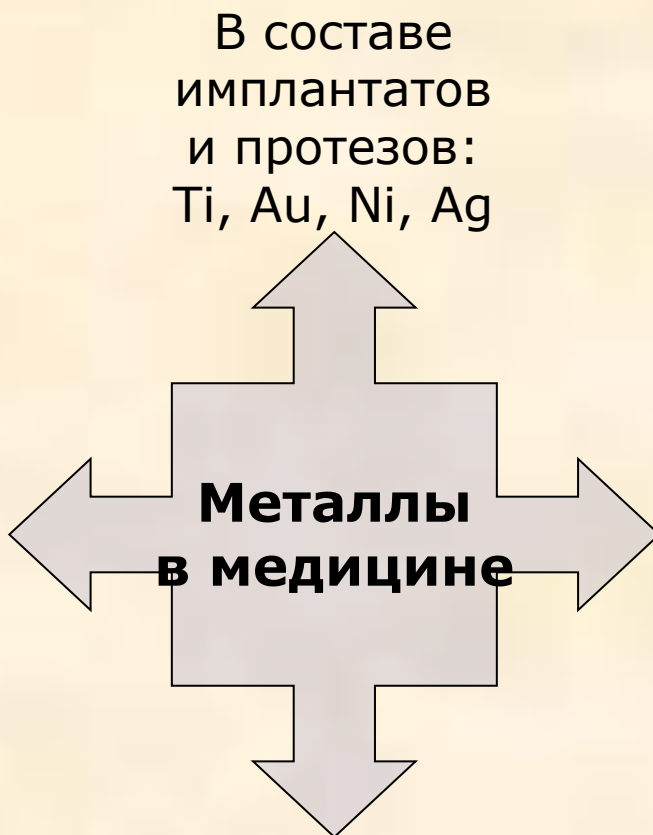 В составе
имплантатов
и протезов:
Ti, Au, Ni, Ag
Металлы
в медицине